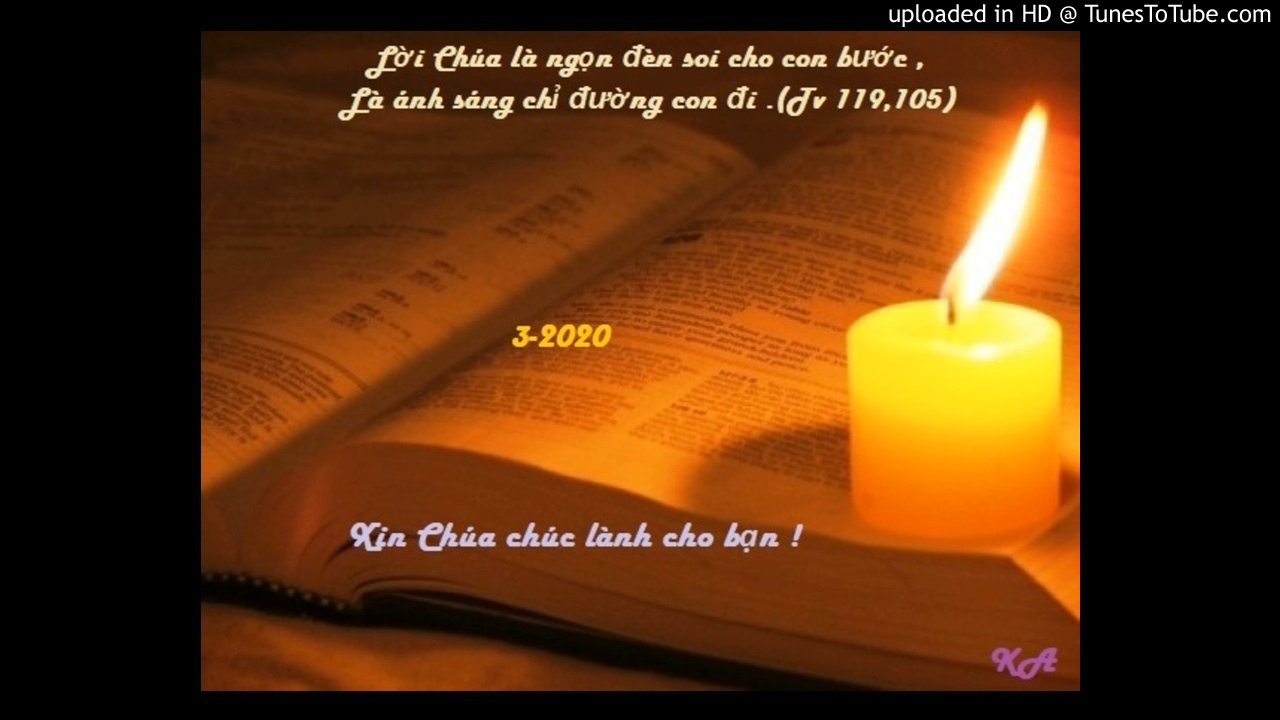 uploaded in HD @ TunesToTube.com
Lời Chúa là ngọn đèn soi cho con bước ,
Là ánh sáng chỉ đường con đi .(Tv 119,105)
3-2020
Xin Chúa chúc lành cho bạn !
KA